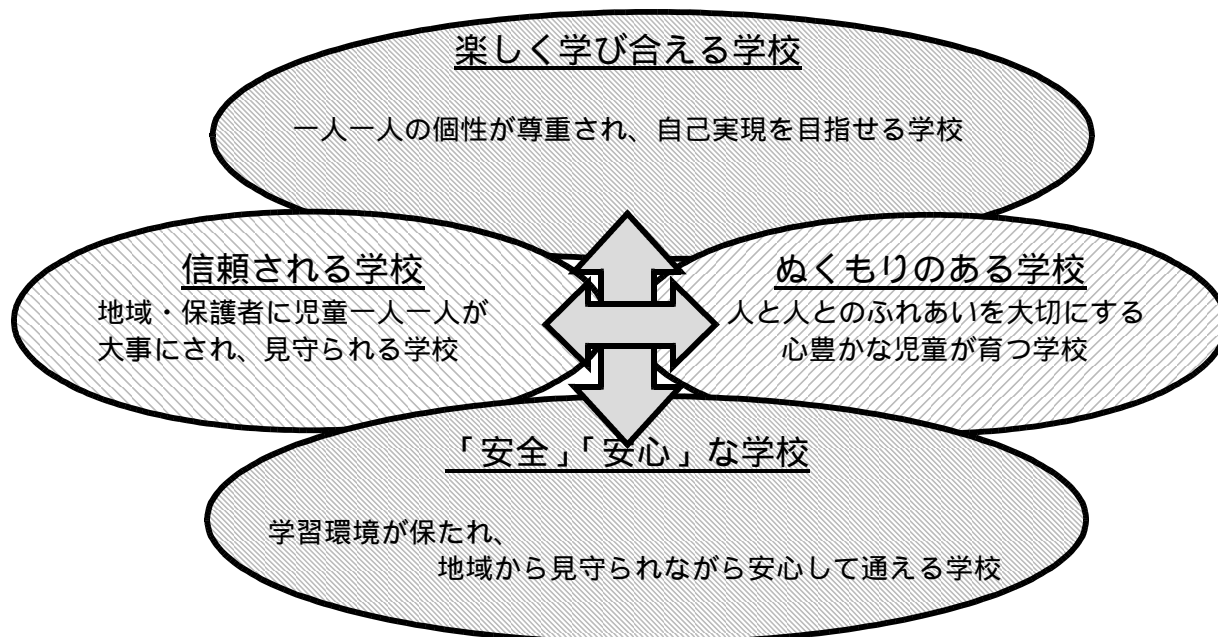 楽しく学び合える学校
一人一人の個性が尊重され、自己実現を目指せる学校
信頼される学校
地域・保護者に児童一人一人が
大事にされ、見守られる学校
ぬくもりのある学校
人と人とのふれあいを大切にする
心豊かな児童が育つ学校
「安全」「安心」な学校
学習環境が保たれ、
地域から見守られながら安心して通える学校